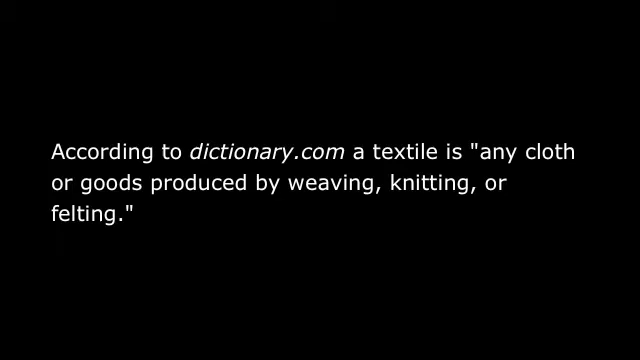 According to dictionary.com a textile is "any cloth
or goods produced by weaving, knitting, or
felting."